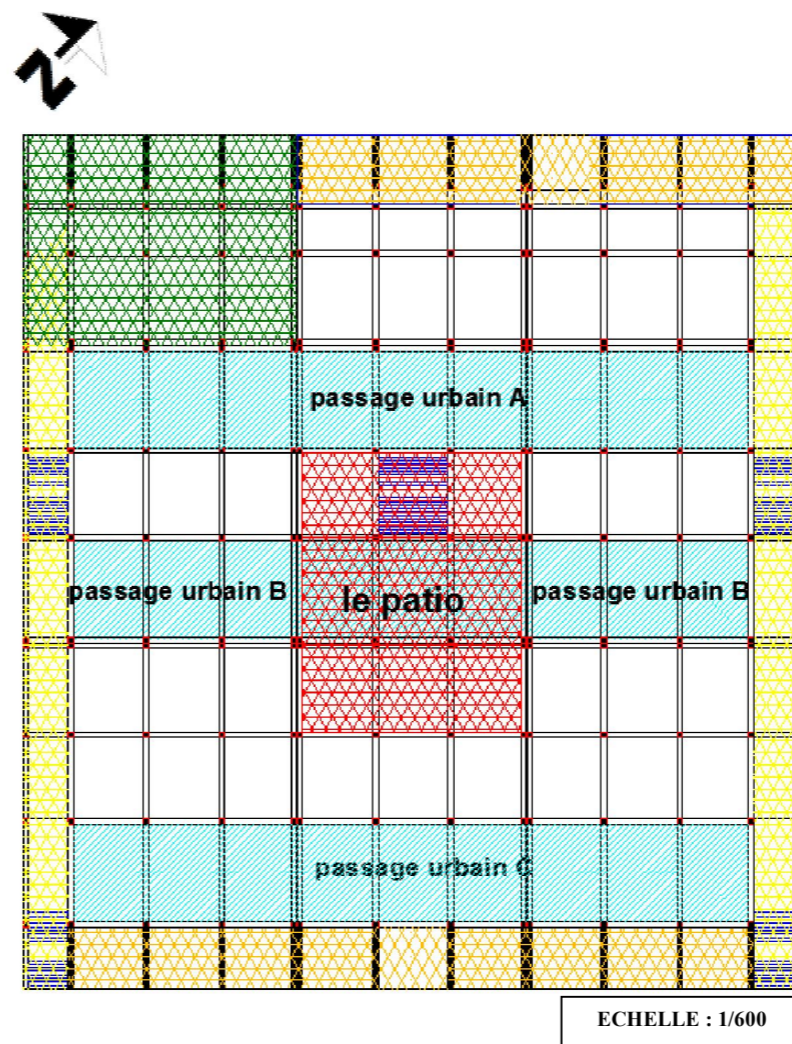 N
passage urbain A
passage urbain B
le patio
passage urbain B
passage urbain C
ECHELLE : 1/600